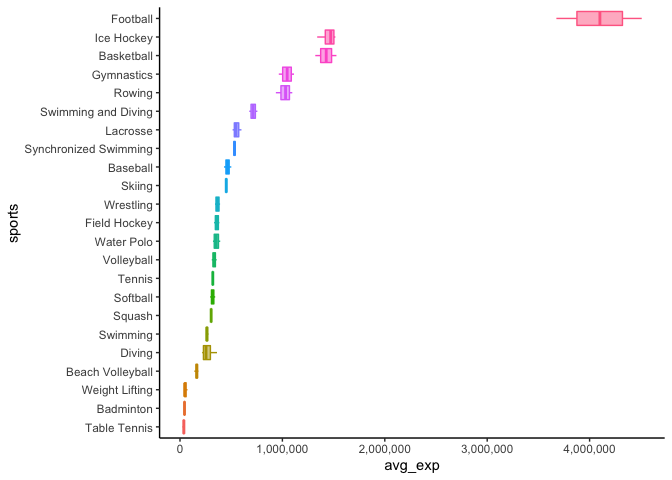 Football
Ice Hockey
Basketball
Gymnastics
Rowing
Swimming and Diving
Lacrosse
Synchronized Swimming
Baseball
Skiing
Wrestling
Field Hockey
Water Polo
Volleyball
Tennis
Softball
Squash
Swimming
Diving
Beach Volleyball
Weight Lifting
Badminton
Table Tennis
sports
0 1,000,000 2,000,000 3,000,000 4,000,000
avg_exp